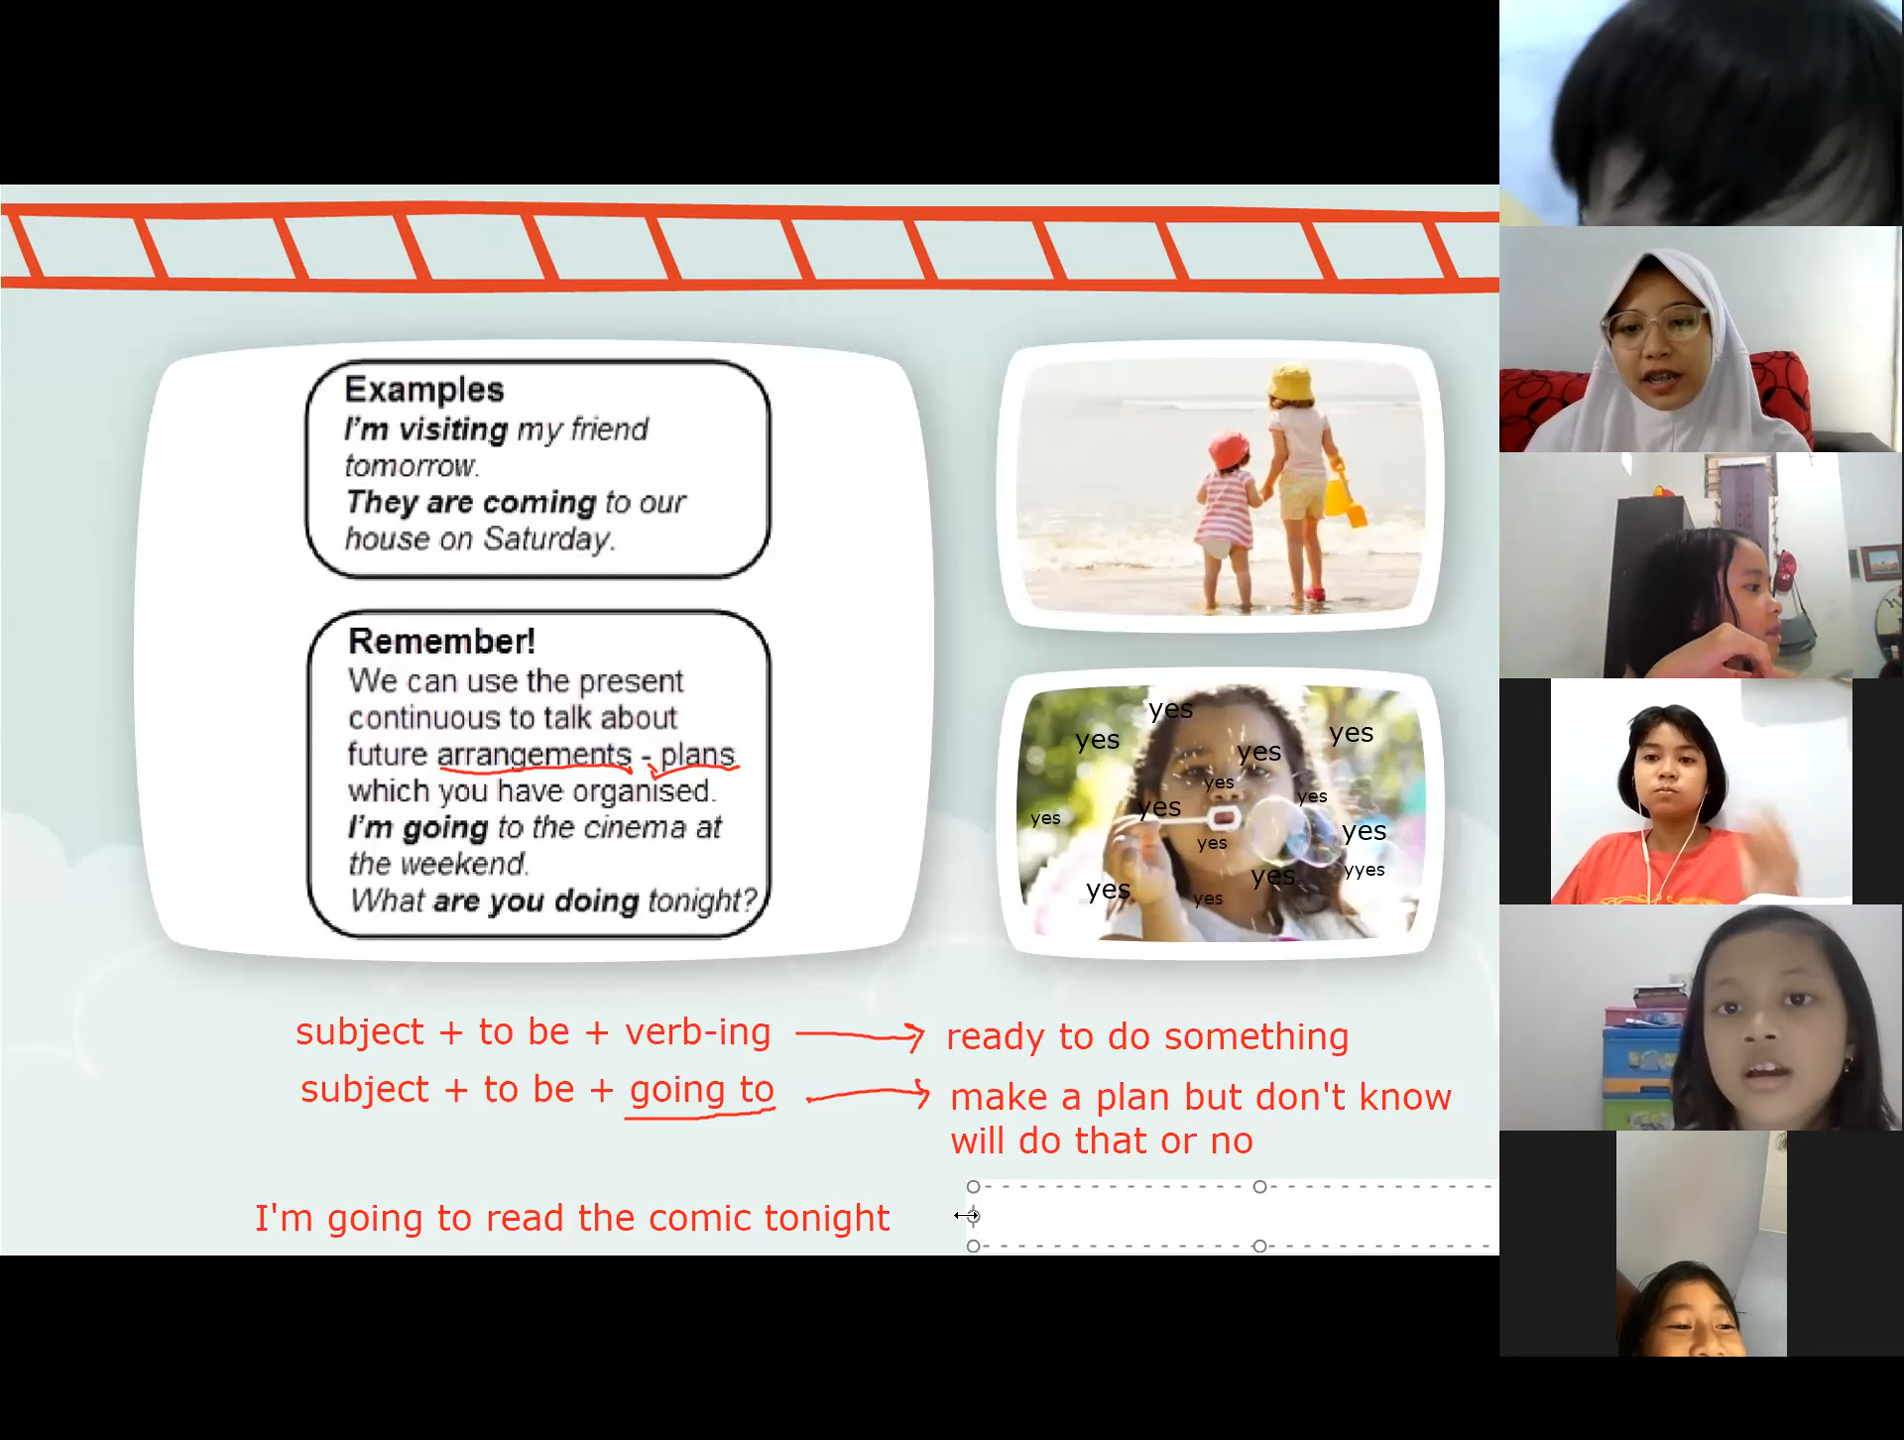 Examples
I'm visiting my friend
tomorrow.
They are coming to our
house on Saturday.
Remember!
We can use the present
continuous to talk about
future arrangements - plans
which you have organised.
I'm going to the cinema at
the weekend.
What are you doing tonight?
yes
yes
yes
yes
yes
yes
yes
yes
yes
yes
yyes
yes
yes
yes
subject + to be + verb-ing
ready to do something
subject + to be + going to
make a plan but don't know
will do that or no
I'm going to read the comic tonight